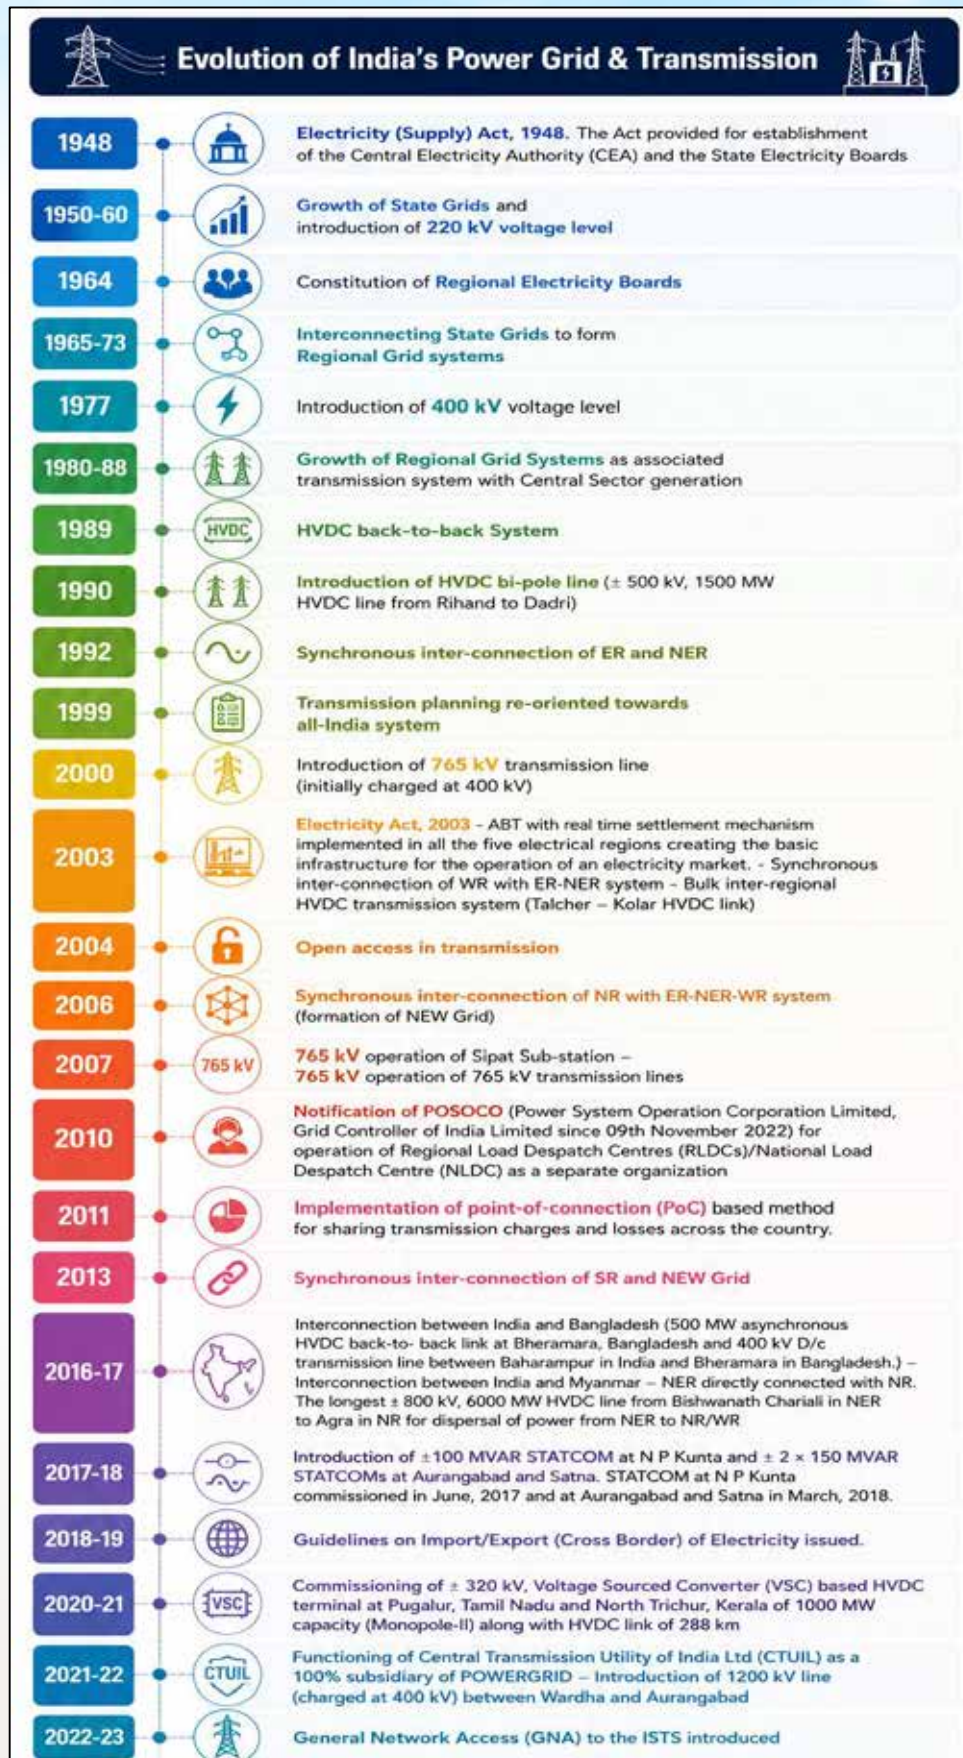 Evolution of India's Power Grid & Transmission
1948
Electricity (Supply) Act, 1948. The Act provided for establishment
of the Central Electricity Authority (CEA) and the State Electricity Boards
1950-60
Growth of State Grids and
introduction of 220 kV voltage level
1964
Constitution of Regional Electricity Boards
1965-73
Interconnecting State Grids to form
Regional Grid systems
1977
Introduction of 400 kV voltage level
1980-88
Growth of Regional Grid Systems as associated
transmission system with Central Sector generation
1989
HVDC
HVDC back-to-back System
1990
Introduction of HVDC bi-pole line (± 500 kV, 1500 MW
HVDC line from Rihand to Dadri)
1992
Synchronous inter-connection of ER and NER
1999
Transmission planning re-oriented towards
all-India system
2000
Introduction of 765 kV transmission line
(initially charged at 400 kV)
2003
Electricity Act, 2003 – ABT with real time settlement mechanism
implemented in all the five electrical regions creating the basic
infrastructure for the operation of an electricity market. - Synchronous
inter-connection of WR with ER-NER system – Bulk inter-regional
HVDC transmission system (Talcher – Kolar HVDC link)
2004
Open access in transmission
2006
Synchronous inter-connection of NR with ER-NER-WR system
(formation of NEW Grid)
2007
765 kV
765 kV operation of Sipat Sub-station –
765 kV operation of 765 kV transmission lines
2010
Notification of POSOCO (Power System Operation Corporation Limited,
Grid Controller of India Limited since 09th November 2022) for
operation of Regional Load Despatch Centres (RLDCs)/National Load
Despatch Centre (NLDC) as a separate organization
2011
Implementation of point-of-connection (PoC) based method
for sharing transmission charges and losses across the country.
2013
Synchronous inter-connection of SR and NEW Grid
2016-17
Interconnection between India and Bangladesh (500 MW asynchronous
HVDC back-to- back link at Bheramara, Bangladesh and 400 kV D/c
transmission line between Baharampur in India and Bheramara in Bangladesh.) –
Interconnection between India and Myanmar – NER directly connected with NR.
The longest ± 800 kV, 6000 MW HVDC line from Bishwanath Chariali in NER
to Agra in NR for dispersal of power from NER to NR/WR
2017-18
Introduction of ±100 MVAR STATCOM at N P Kunta and ± 2 × 150 MVAR
STATCOMs at Aurangabad and Satna. STATCOM at N P Kunta
commissioned in June, 2017 and at Aurangabad and Satna in March, 2018.
2018-19
Guidelines on Import/Export (Cross Border) of Electricity issued.
2020-21
VSC
Commissioning of ± 320 kV, Voltage Sourced Converter (VSC) based HVDC
terminal at Pugalur, Tamil Nadu and North Trichur, Kerala of 1000 MW
capacity (Monopole-II) along with HVDC link of 288 km
2021-22
CTUIL
Functioning of Central Transmission Utility of India Ltd (CTUIL) as a
100% subsidiary of POWERGRID – Introduction of 1200 kV line
(charged at 400 kV) between Wardha and Aurangabad
2022-23
General Network Access (GNA) to the ISTS introduced